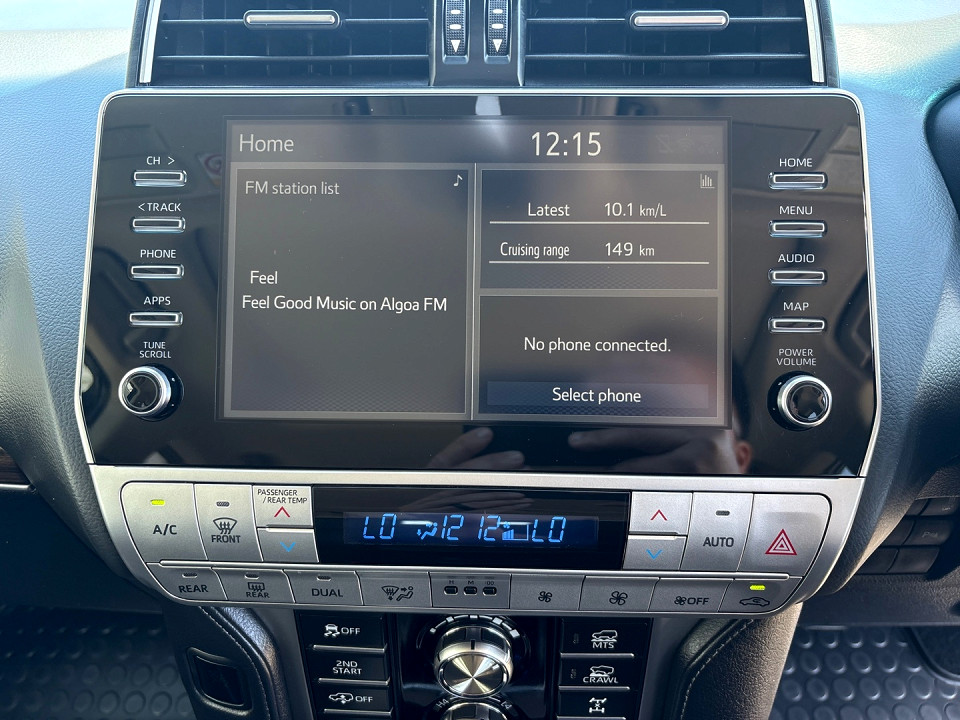 CH >
< TRACK
PHONE
APPS
TUNE
SCROLL
Home
12:15
FM station list
Feel
Feel Good Music on Algoa FM
Latest 10.1 km/L
Cruising range 149 km
No phone connected.
Select phone
HOME
MENU
AUDIO
MAP
POWER
VOLUME
A/C
FRONT
PASSENGER
/ REAR TEMP
LO 12 12 LO
AUTO
REAR
REAR
DUAL
OFF
OFF
2ND
START
OFF
H4
MTS
CRAWL